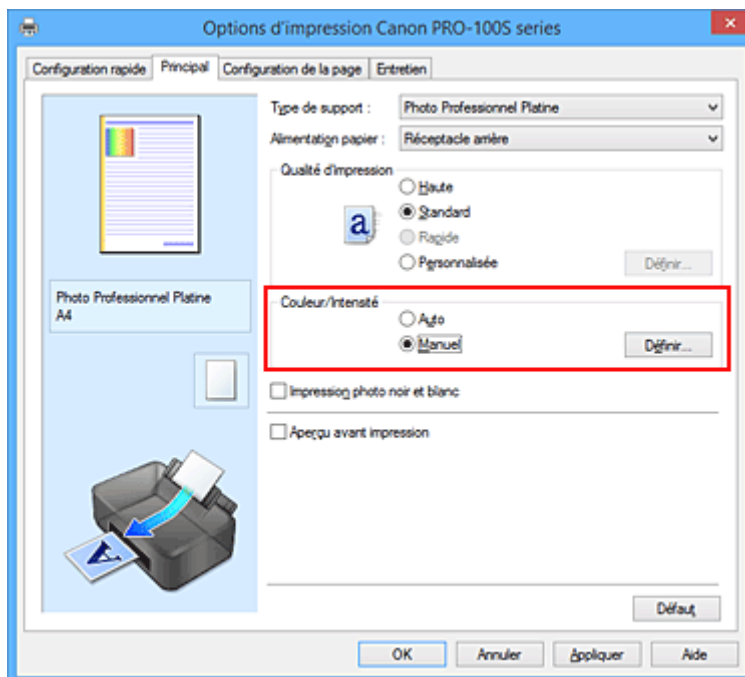 Options d'impression Canon PRO-100S series
Configuration rapide Principal Configuration de la page Entretien
Type de support : Photo Professionnel Platine
Alimentation papier : Réceptacle arrière
Qualité d'impression
Haute
a Standard
Rapide
Personnalisée Définir...
Photo Professionnel Platine
A4
Couleur/Intensité
Auto
Manuel Définir...
Impression photo noir et blanc
Aperçu avant impression
A
Défaut
OK Annuler Appliquer Aide